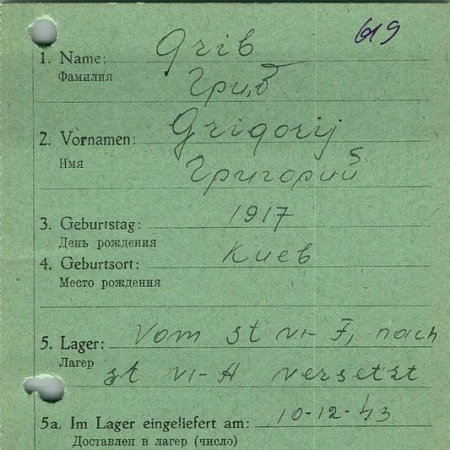 619
1. Name: Grib
Фамилия Гриб
2. Vornamen: Grigorij
Имя Григорий
3. Geburtstag: 1917
День рождения
4. Geburtsort: Киев
Место рождения
5. Lager: Vom St VI-F, nach
Лагер St VI-A versetzt
5a. Im Lager eingeliefert am: 10-12-43
Доставлен в лагер (число)